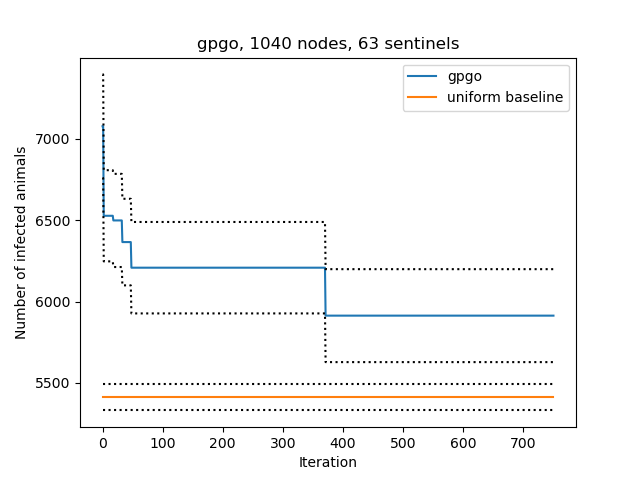 gpgo, 1040 nodes, 63 sentinels
gpgo
uniform baseline
Number of infected animals
7000
6500
6000
5500
0 100 200 300 400 500 600 700
Iteration